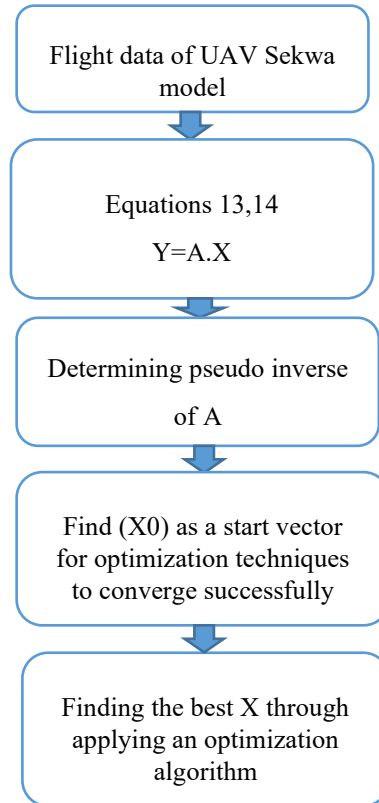 Flight data of UAV Sekwa
model
Equations 13,14
Y=A.X
Determining pseudo inverse
of A
Find (X0) as a start vector
for optimization techniques
to converge successfully
Finding the best X through
applying an optimization
algorithm